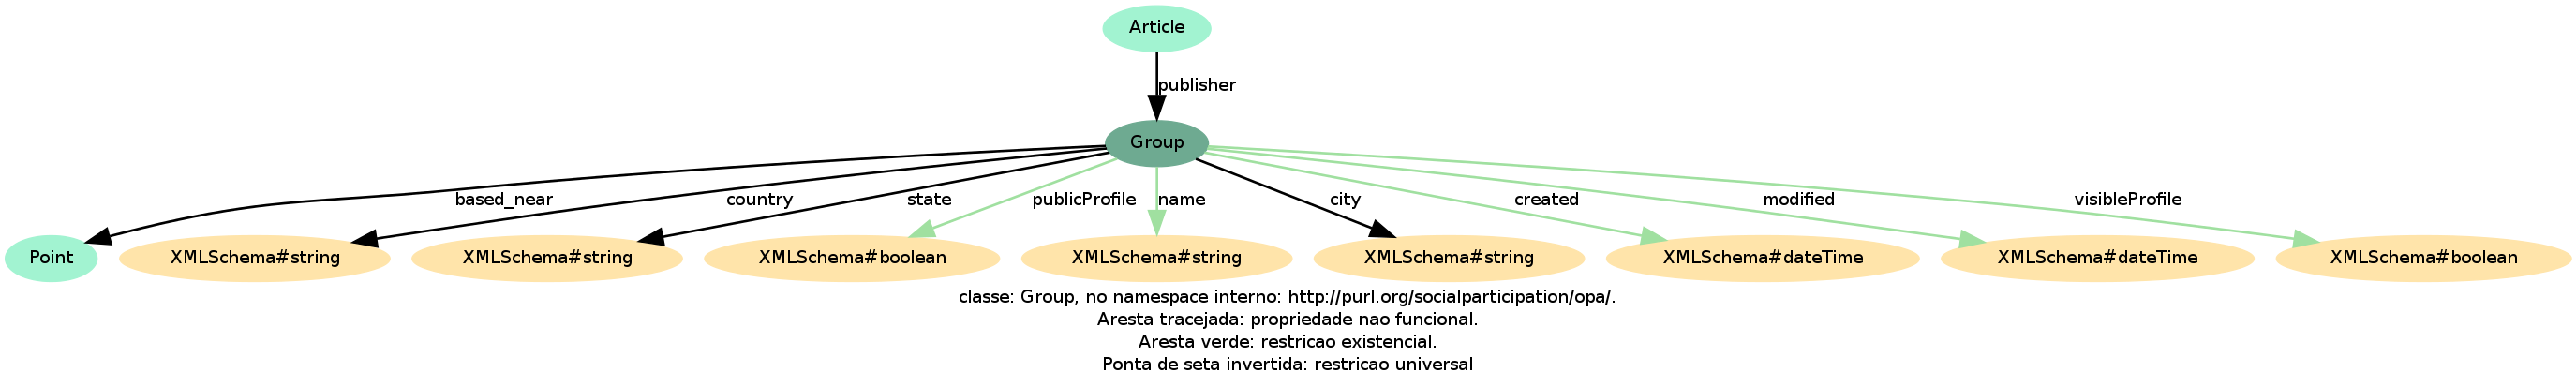 Article
publisher
Group
based_near
country
state
publicProfile
name
city
created
modified
visibleProfile
Point
XMLSchema#string
XMLSchema#string
XMLSchema#boolean
XMLSchema#string
XMLSchema#string
XMLSchema#dateTime
XMLSchema#dateTime
XMLSchema#boolean
classe: Group, no namespace interno: http://purl.org/socialparticipation/opa/.
Aresta tracejada: propriedade nao funcional.
Aresta verde: restricao existencial.
Ponta de seta invertida: restricao universal